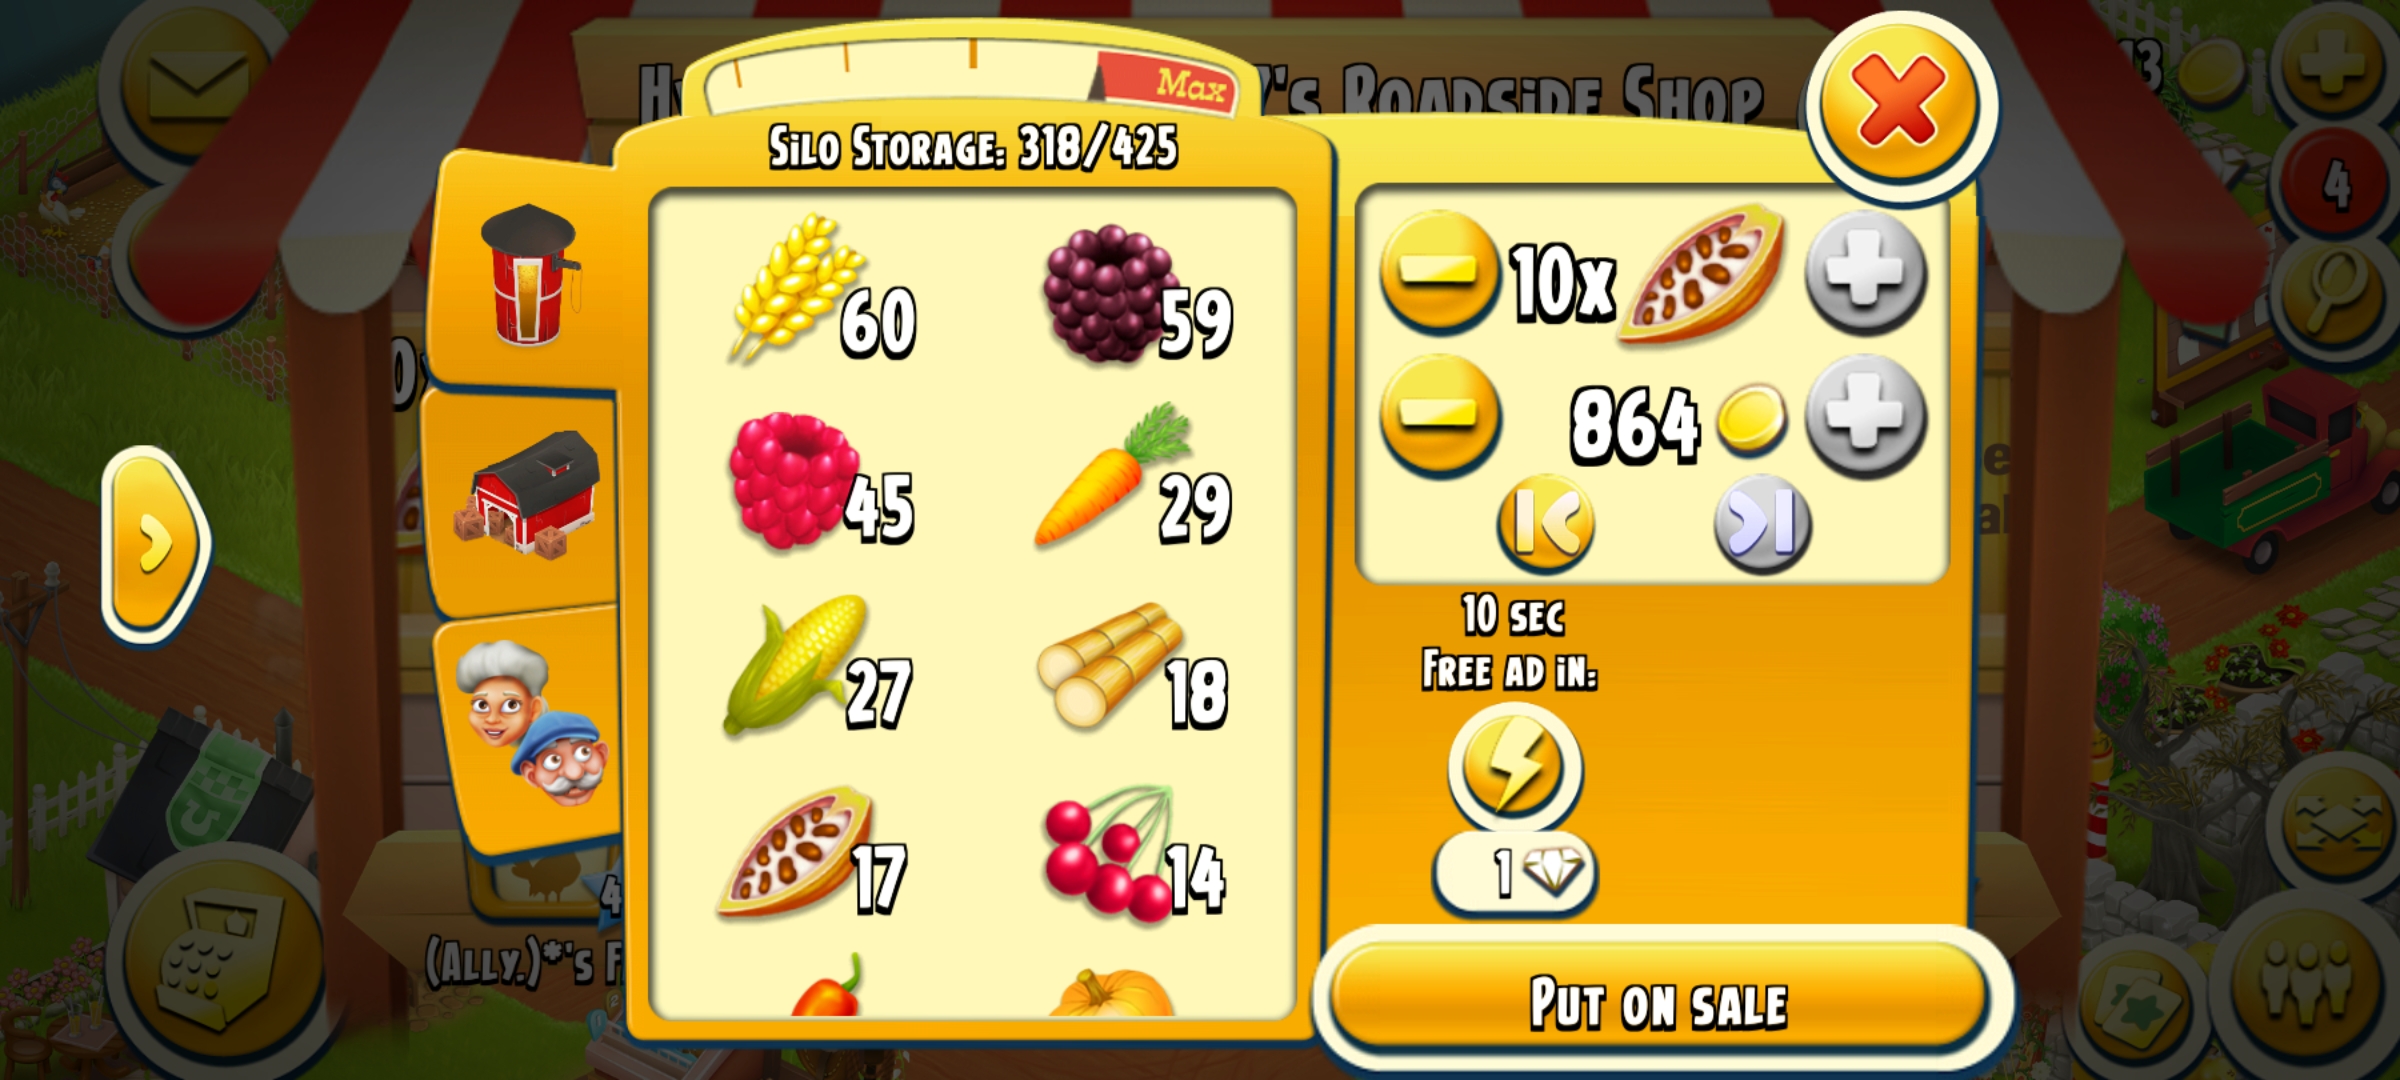 Max
's Roadside Shop
Silo Storage: 318/425
60
59
45
29
27
18
17
14
10x
864
10 sec
Free ad in:
1
Put on sale
4
(Ally.)*'s